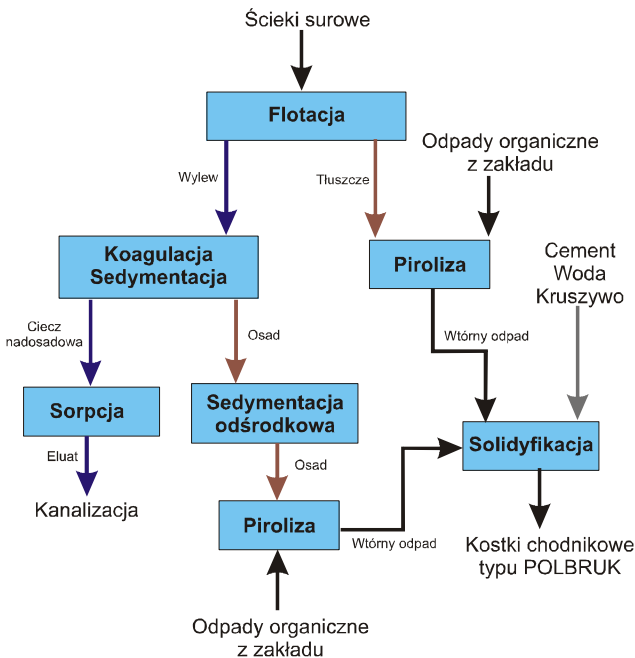 Ścieki surowe
Flotacja
Wylew
Tłuszcze
Odpady organiczne
z zakładu
Koagulacja
Sedymentacja
Piroliza
Cement
Woda
Kruszywo
Ciecz
nadosadowa
Osad
Wtórny odpad
Sorpcja
Sedymentacja
odśrodkowa
Solidyfikacja
Eluat
Osad
Kanalizacja
Piroliza
Wtórny odpad
Kostki chodnikowe
typu POLBRUK
Odpady organiczne
z zakładu